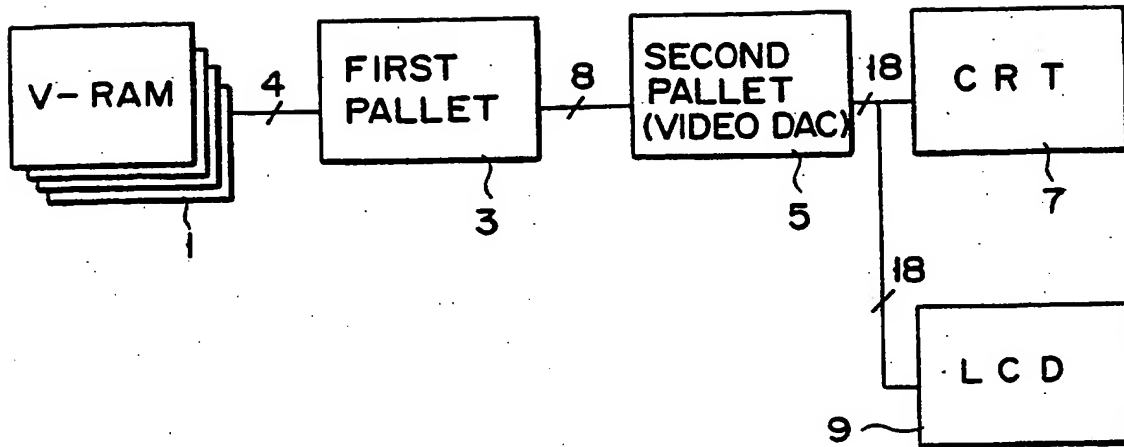 V-RAM
1
4
FIRST
PALLET
3
8
SECOND
PALLET
(VIDEO DAC)
5
18
CRT
7
18
LCD
9